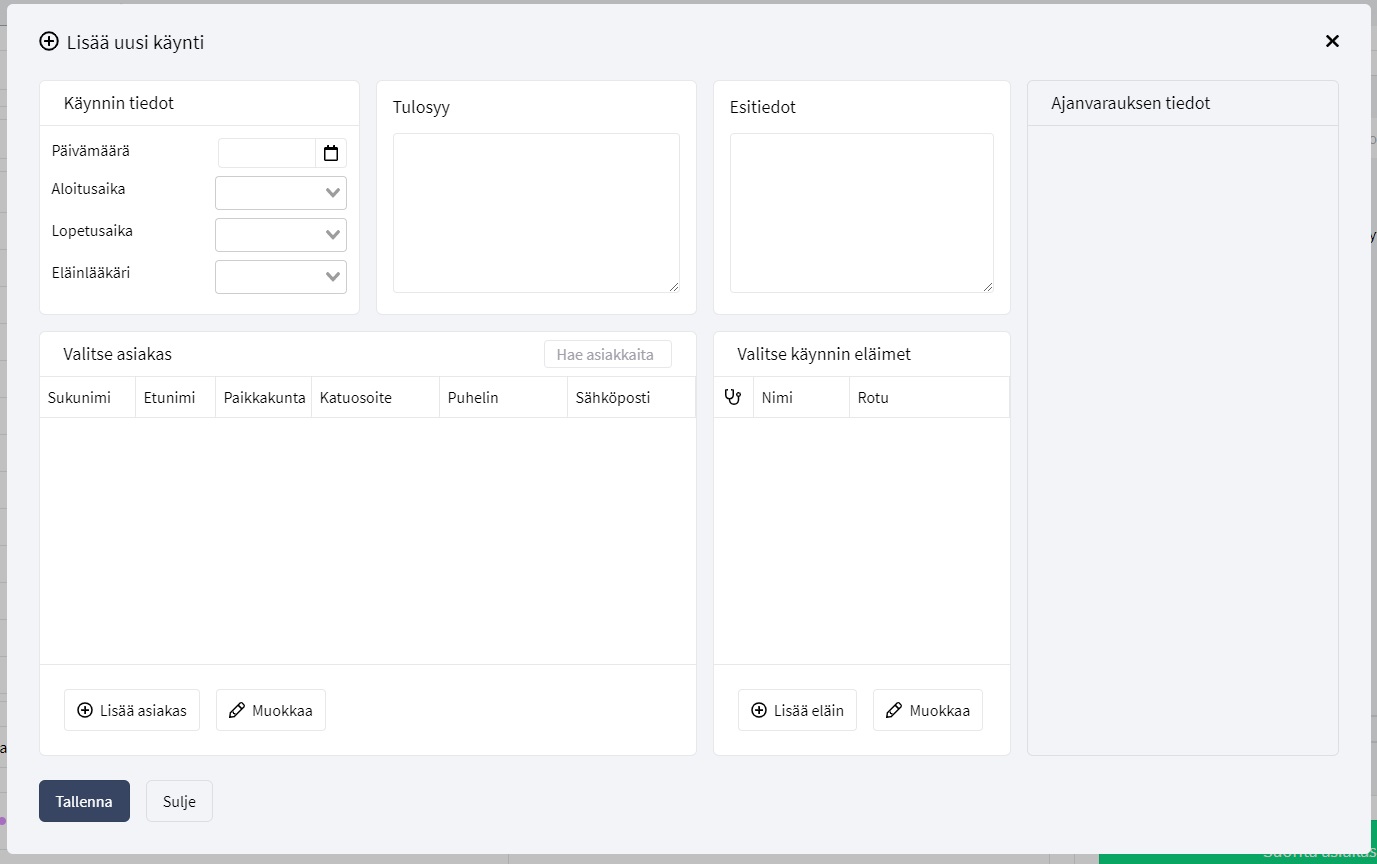 Lisää uusi käynti
Käynnin tiedot
Päivämäärä
Aloitusaika
Lopetusaika
Eläinlääkäri
Tulosyy
Esitiedot
Ajanvarauksen tiedot
Valitse asiakas
Hae asiakkaita
Sukunimi Etunimi Paikkakunta Katuosoite Puhelin Sähköposti
Valitse käynnin eläimet
Nimi Rotu
Lisää asiakas Muokkaa
Lisää eläin Muokkaa
Tallenna Sulje